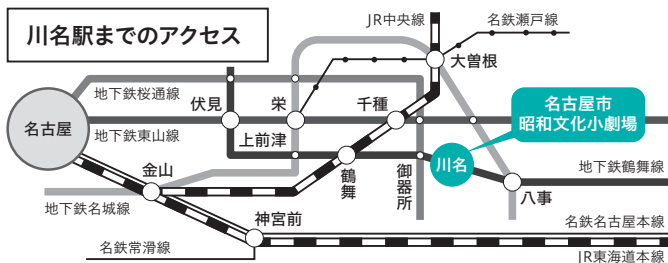 川名駅までのアクセス
JR中央線
名鉄瀬戸線
大曽根
地下鉄桜通線
伏見
栄
千種
名古屋市
昭和文化小劇場
名古屋
地下鉄東山線
上前津
川名
地下鉄鶴舞線
金山
鶴舞
御器所
八事
地下鉄名城線
神宮前
名鉄名古屋本線
名鉄常滑線
JR東海道本線